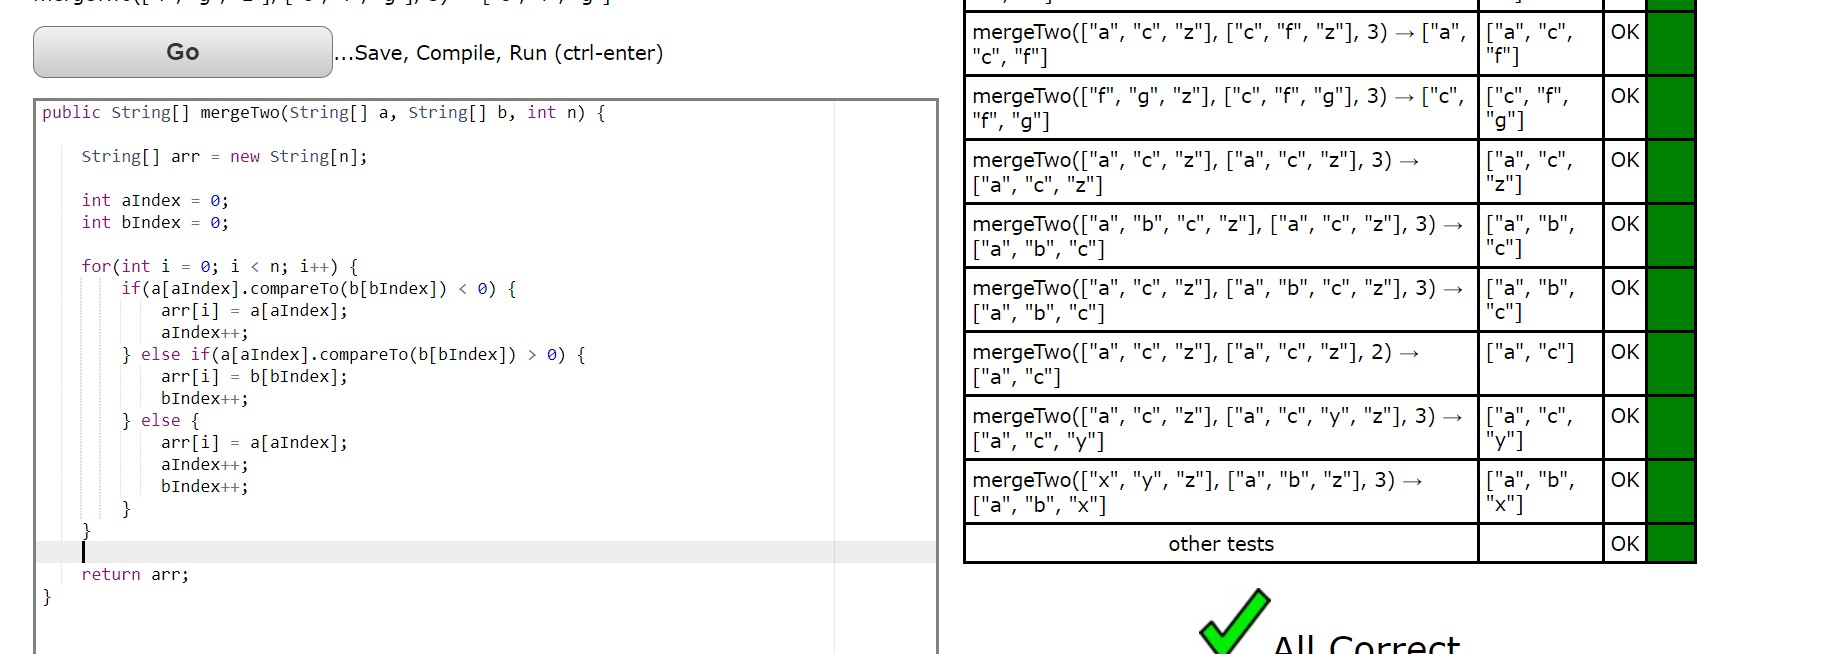 Go
...Save, Compile, Run (ctrl-enter)
public String[] mergeTwo(String[] a, String[] b, int n) {
String[] arr = new String[n];
int aIndex = 0;
int bIndex = 0;
for(int i = 0; i < n; i++) {
if(a[aIndex].compareTo(b[bIndex]) < 0) {
arr[i] = a[aIndex];
aIndex++;
} else if(a[aIndex].compareTo(b[bIndex]) > 0) {
arr[i] = b[bIndex];
bIndex++;
} else {
arr[i] = a[aIndex];
aIndex++;
bIndex++;
}
}
return arr;
}
mergeTwo(["a", "c", "z"], ["c", "f", "z"], 3) → ["a", ["a", "c", OK
"c", "f"] "f"]
mergeTwo(["f", "g", "z"], ["c", "f", "g"], 3) → ["c", ["c", "f", OK
"f", "g"] "g"]
mergeTwo(["a", "c", "z"], ["a", "c", "z"], 3) → ["a", "c", OK
["a", "c", "z"] "z"]
mergeTwo(["a", "b", "c", "z"], ["a", "c", "z"], 3) → ["a", "b", OK
["a", "b", "c"] "c"]
mergeTwo(["a", "c", "z"], ["a", "b", "c", "z"], 3) → ["a", "b", OK
["a", "b", "c"] "c"]
mergeTwo(["a", "c", "z"], ["a", "c", "z"], 2) → ["a", "c"] OK
["a", "c"]
mergeTwo(["a", "c", "z"], ["a", "c", "y", "z"], 3) → ["a", "c", OK
["a", "c", "y"] "y"]
mergeTwo(["x", "y", "z"], ["a", "b", "z"], 3) → ["a", "b", OK
["a", "b", "x"] "x"]
other tests OK
All Correct